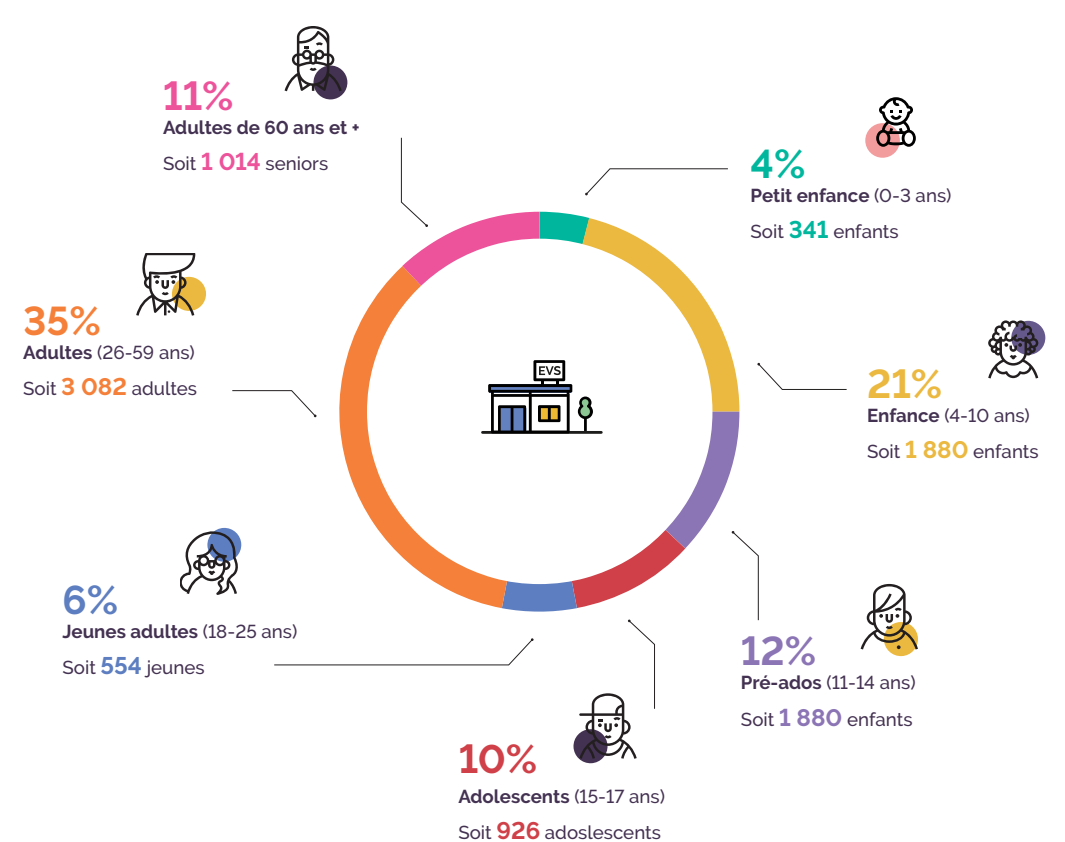 11%
Adultes de 60 ans et +
Soit 1 014 seniors
4%
Petit enfance (0-3 ans)
Soit 341 enfants
35%
Adultes (26-59 ans)
Soit 3 082 adultes
EVS
21%
Enfance (4-10 ans)
Soit 1 880 enfants
6%
Jeunes adultes (18-25 ans)
Soit 554 jeunes
12%
Pré-ados (11-14 ans)
Soit 1 880 enfants
10%
Adolescents (15-17 ans)
Soit 926 adoslescents